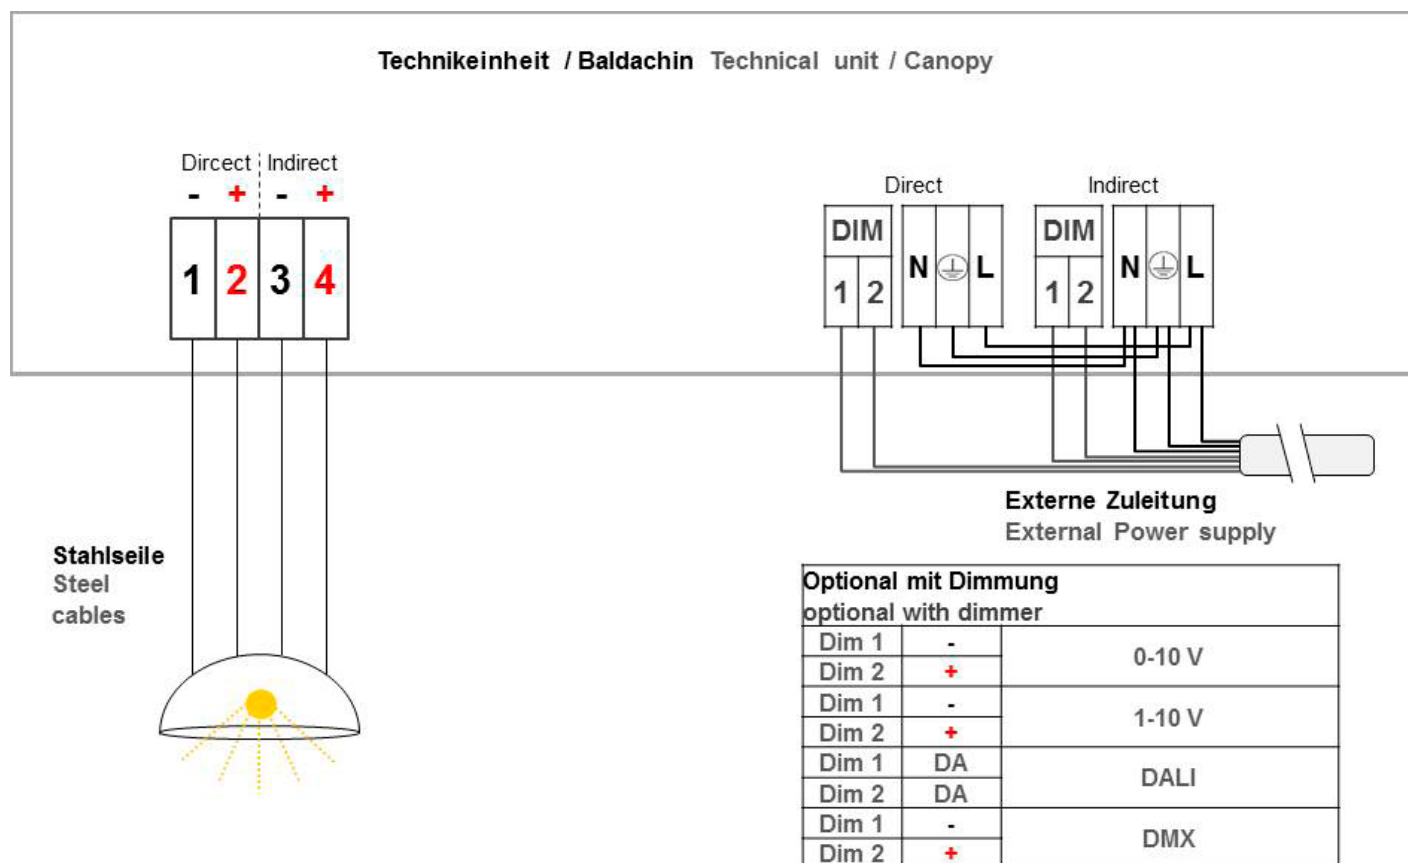 Technikeinheit / Baldachin Technical unit / Canopy
Dircect Indirect
- + - +
1 2 3 4
Direct Indirect
DIM N L DIM N L
1 2 1 2
Externe Zuleitung
External Power supply
Stahlseile
Steel
cables
Optional mit Dimmung
optional with dimmer
Dim 1 - 0-10 V
Dim 2 +
Dim 1 - 1-10 V
Dim 2 +
Dim 1 DA DALI
Dim 2 DA
Dim 1 - DMX
Dim 2 +